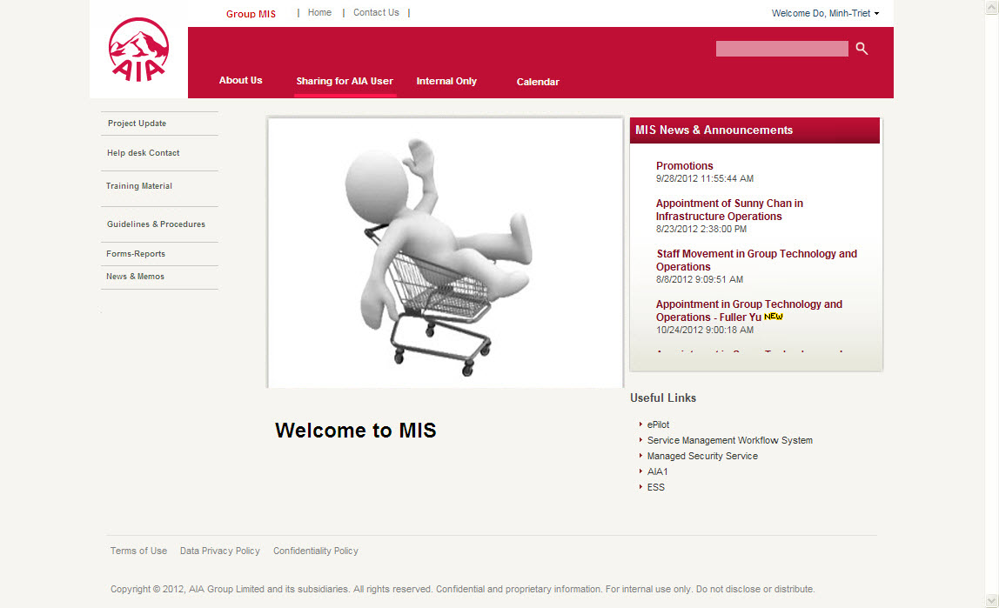 Group MIS | Home | Contact Us |
Welcome Do, Minh-Triet
AIA
About Us
Sharing for AIA User
Internal Only
Calendar
Project Update
Help desk Contact
Training Material
Guidelines & Procedures
Forms-Reports
News & Memos
Welcome to MIS
MIS News & Announcements
Promotions
9/28/2012 11:55:44 AM
Appointment of Sunny Chan in
Infrastructure Operations
8/23/2012 2:38:00 PM
Staff Movement in Group Technology and
Operations
8/8/2012 9:09:51 AM
Appointment in Group Technology and
Operations - Fuller Yu NEW
10/24/2012 9:00:18 AM
Useful Links
ePilot
Service Management Workflow System
Managed Security Service
AIA1
ESS
Terms of Use
Data Privacy Policy
Confidentiality Policy
Copyright © 2012, AIA Group Limited and its subsidiaries. All rights reserved. Confidential and proprietary information. For internal use only. Do not disclose or distribute.